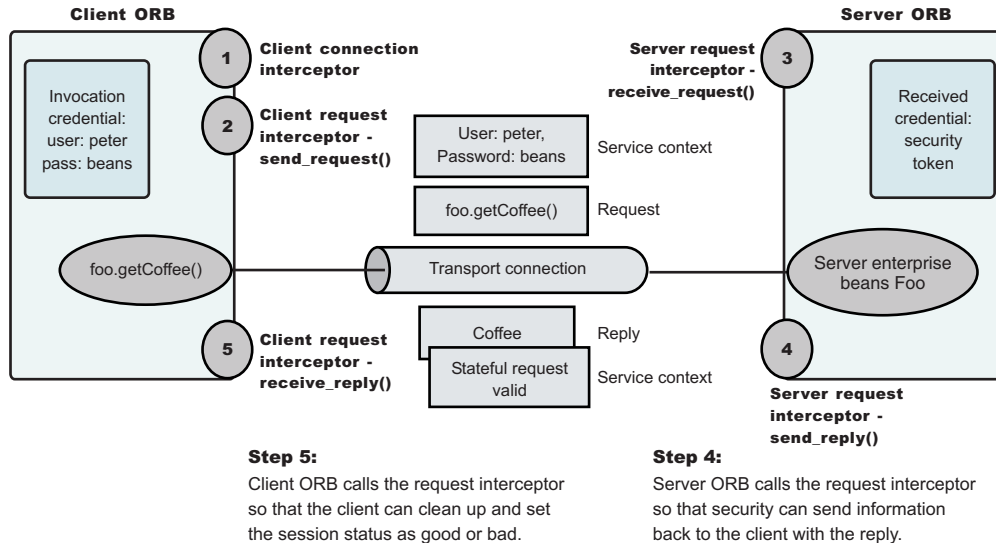 Client ORB
Server ORB
1
Client connection
interceptor
Invocation
credential:
user: peter
pass: beans
2
Client request
interceptor -
send_request()
User: peter,
Password: beans
Service context
foo.getCoffee()
Request
Server request
interceptor -
receive_request()
3
Received
credential:
security
token
foo.getCoffee()
Transport connection
Server enterprise
beans Foo
5
Client request
interceptor -
receive_reply()
Coffee
Reply
Stateful request
valid
Service context
4
Server request
interceptor -
send_reply()
Step 5:
Client ORB calls the request interceptor
so that the client can clean up and set
the session status as good or bad.
Step 4:
Server ORB calls the request interceptor
so that security can send information
back to the client with the reply.